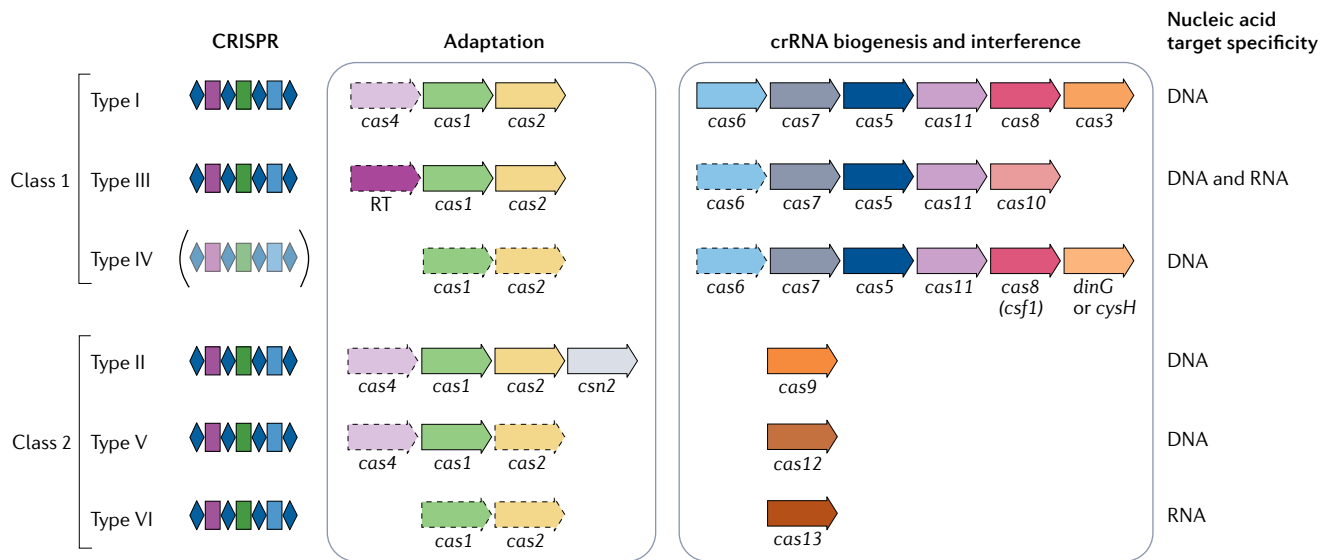 CRISPR
Adaptation
crRNA biogenesis and interference
Nucleic acid
target specificity
Class 1
Type I
cas4 cas1 cas2
cas6 cas7 cas5 cas11 cas8 cas3
DNA
Type III
RT cas1 cas2
cas6 cas7 cas5 cas11 cas10
DNA and RNA
Type IV
cas1 cas2
cas6 cas7 cas5 cas11 cas8 dinG
(csf1) or cysH
DNA
Class 2
Type II
cas4 cas1 cas2 csn2
cas9
DNA
Type V
cas4 cas1 cas2
cas12
DNA
Type VI
cas1 cas2
cas13
RNA